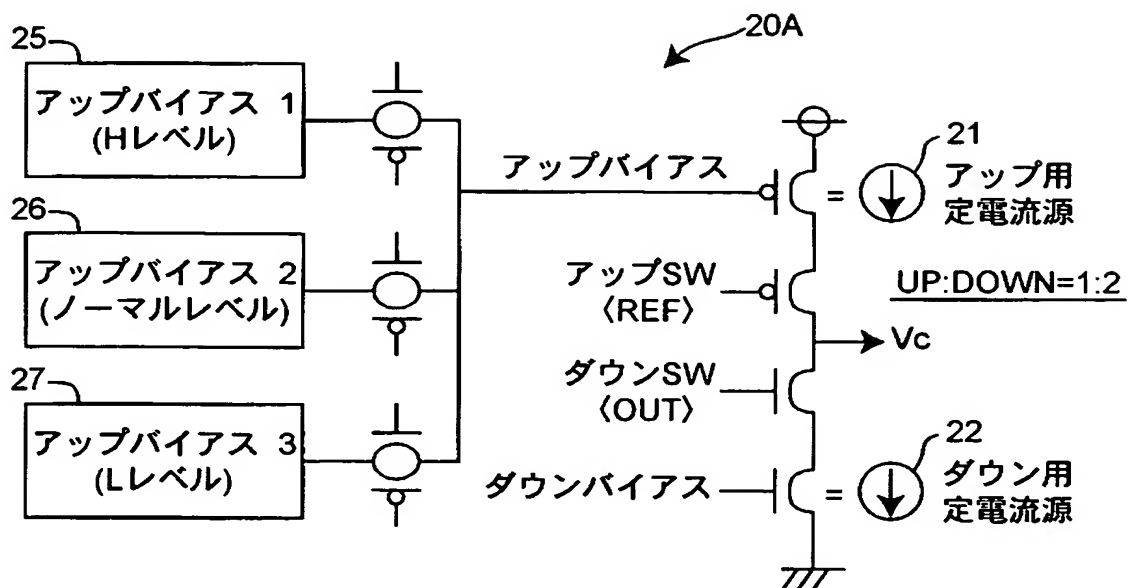 20A
25
アップバイアス 1
(Hレベル)
26
アップバイアス 2
(ノーマルレベル)
27
アップバイアス 3
(Lレベル)
アップバイアス
=
21
アップ用
定電流源
アップSW
〈REF〉
UP:DOWN=1:2
Vc
ダウンSW
〈OUT〉
ダウンバイアス
=
22
ダウン用
定電流源